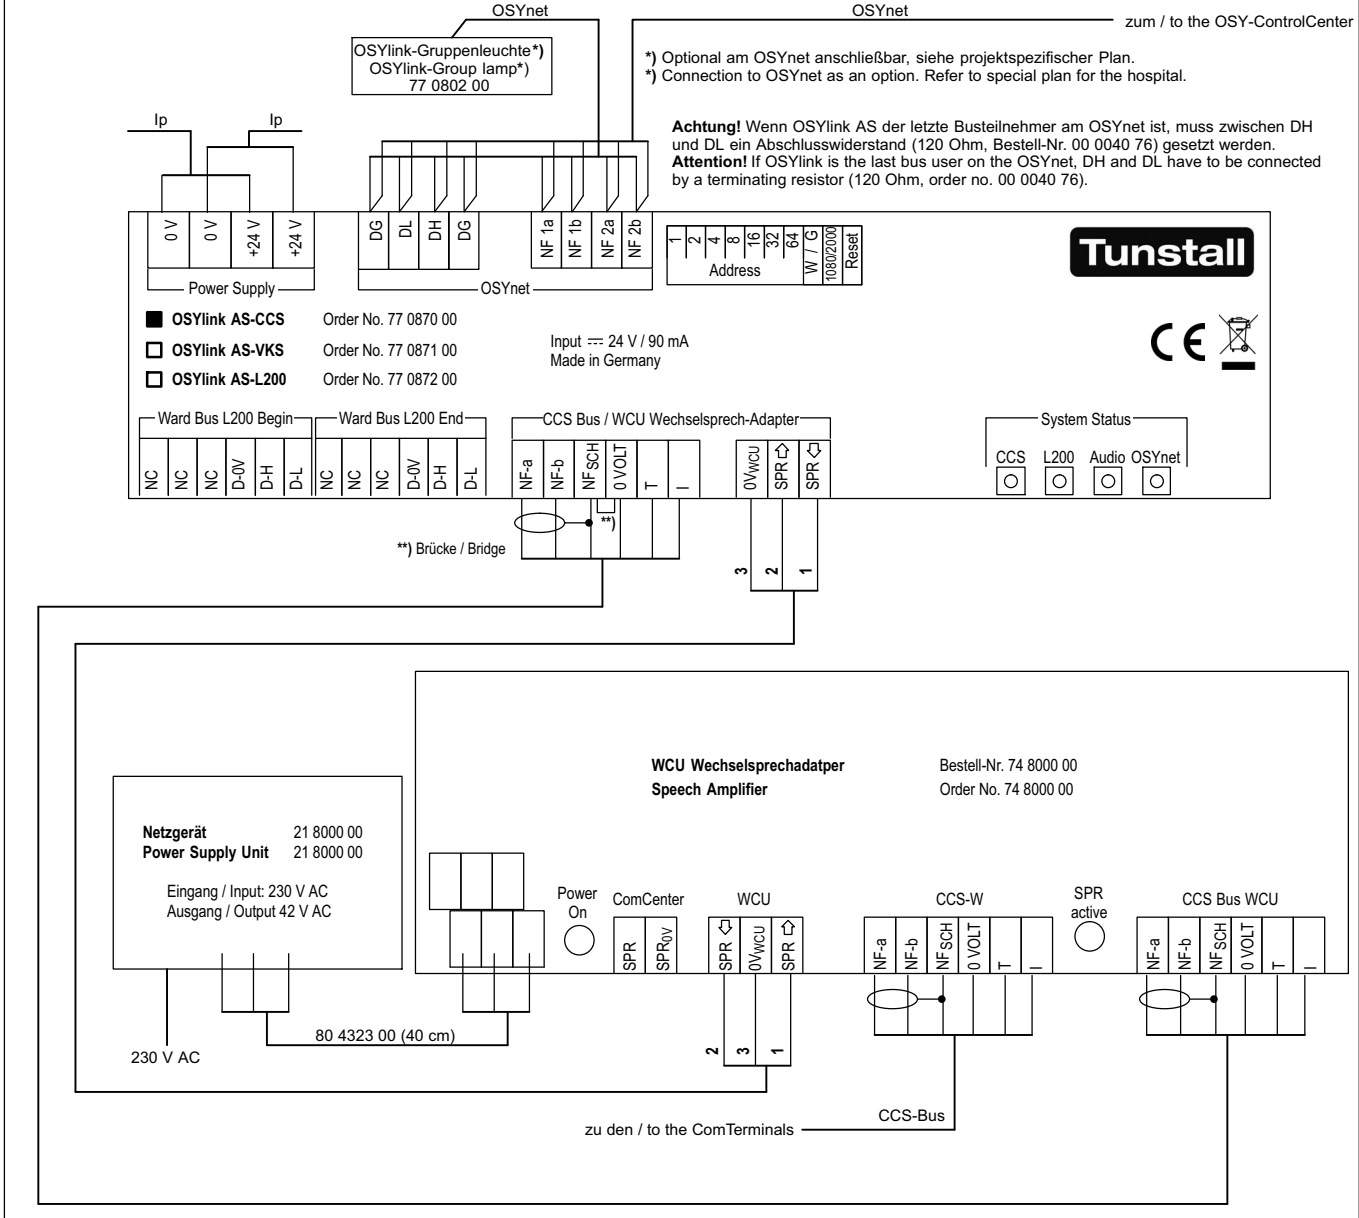 OSYnet
OSYnet
zum / to the OSY-ControlCenter
OSYlink-Gruppenleuchte*)
OSYlink-Group lamp*)
77 0802 00
*) Optional am OSYnet anschließbar, siehe projektspezifischer Plan.
*) Connection to OSYnet as an option. Refer to special plan for the hospital.
Ip
Ip
Achtung! Wenn OSYlink AS der letzte Busteilnehmer am OSYnet ist, muss zwischen DH
und DL ein Abschlusswiderstand (120 Ohm, Bestell-Nr. 00 0040 76) gesetzt werden.
Attention! If OSYlink is the last bus user on the OSYnet, DH and DL have to be connected
by a terminating resistor (120 Ohm, order no. 00 0040 76).
0 V
0 V
+24 V
+24 V
Power Supply
DG
DL
DH
DG
NF 1a
NF 1b
NF 2a
NF 2b
OSYnet
1
2
4
8
16
32
64
Address
W / G
1080/2000
Reset
Tunstall
OSYlink AS-CCS Order No. 77 0870 00
OSYlink AS-VKS Order No. 77 0871 00
OSYlink AS-L200 Order No. 77 0872 00
Input ⎓ 24 V / 90 mA
Made in Germany
CE
Ward Bus L200 Begin
NC
NC
NC
D-0V
D-H
D-L
Ward Bus L200 End
NC
NC
NC
D-0V
D-H
D-L
CCS Bus / WCU Wechselsprech-Adapter
NF-a
NF-b
NFSCH
0 VOLT
T
I
0VWCU
SPR ⇧
SPR ⇩
System Status
CCS L200 Audio OSYnet
**)
**) Brücke / Bridge
3
2
1
WCU Wechselsprechadatper Bestell-Nr. 74 8000 00
Speech Amplifier Order No. 74 8000 00
Netzgerät 21 8000 00
Power Supply Unit 21 8000 00
Eingang / Input: 230 V AC
Ausgang / Output 42 V AC
Power
On
ComCenter
SPR
SPR0V
WCU
SPR ⇩
0VWCU
SPR ⇧
CCS-W
NF-a
NF-b
NFSCH
0 VOLT
T
I
SPR
active
CCS Bus WCU
NF-a
NF-b
NFSCH
0 VOLT
T
I
80 4323 00 (40 cm)
230 V AC
2
3
1
CCS-Bus
zu den / to the ComTerminals